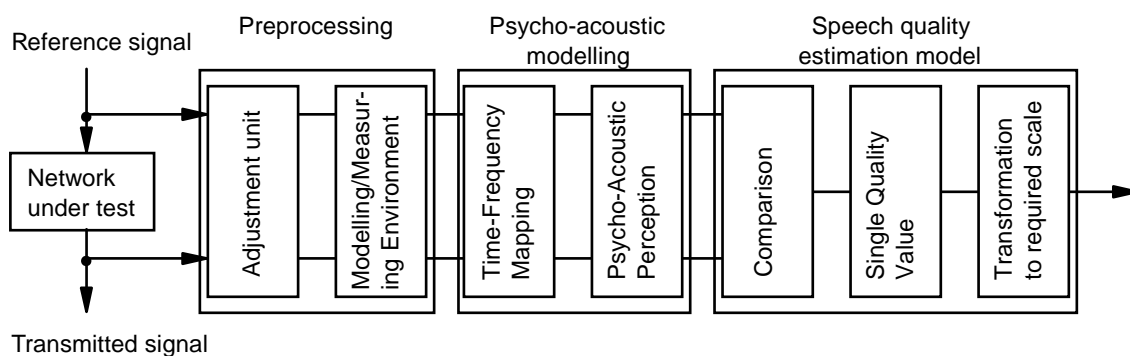 Reference signal
Preprocessing
Psycho-acoustic
modelling
Speech quality
estimation model
Network
under test
Adjustment unit
Modelling/Measur-
ing Environment
Time-Frequency
Mapping
Psycho-Acoustic
Perception
Comparison
Single Quality
Value
Transformation
to required scale
Transmitted signal